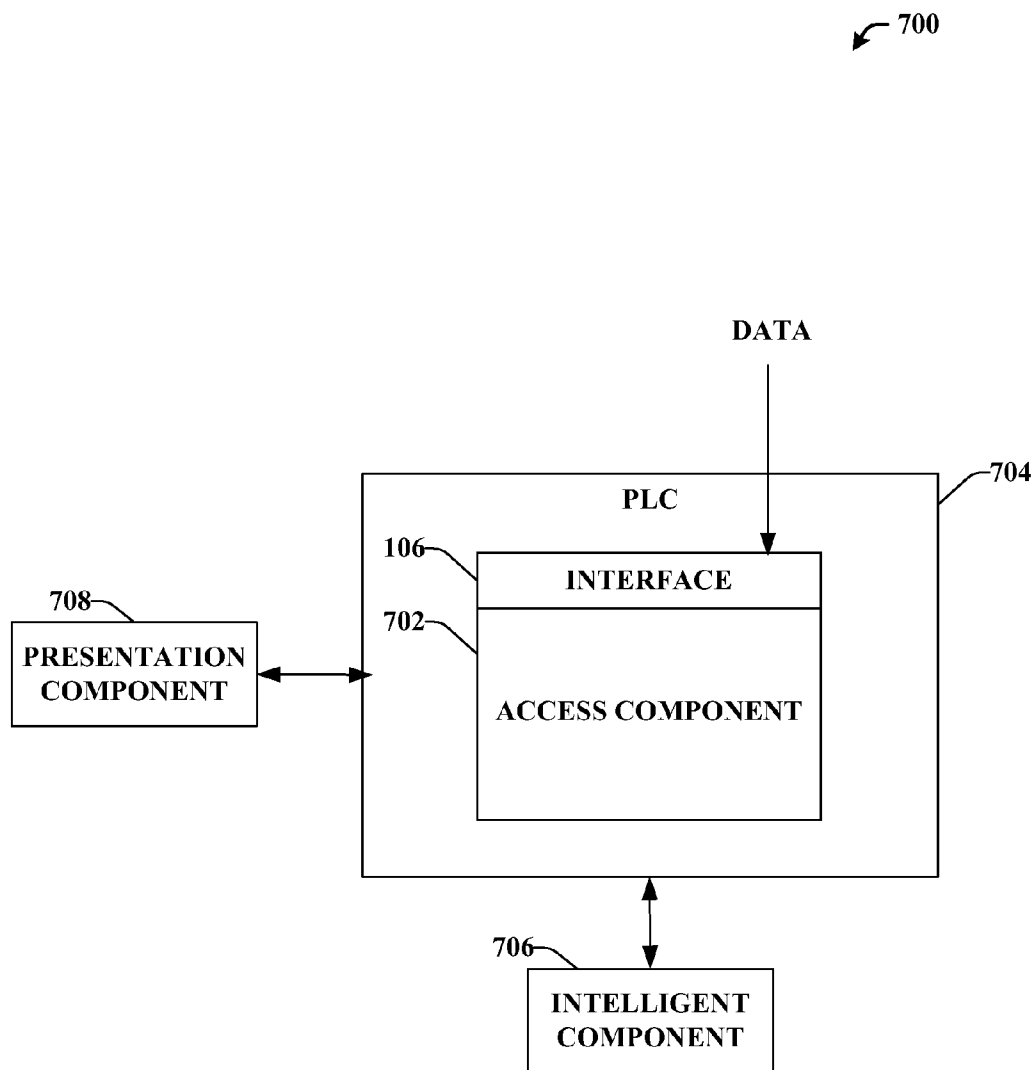 700
DATA
704
PLC
106
INTERFACE
708
702
PRESENTATION
COMPONENT
ACCESS COMPONENT
706
INTELLIGENT
COMPONENT